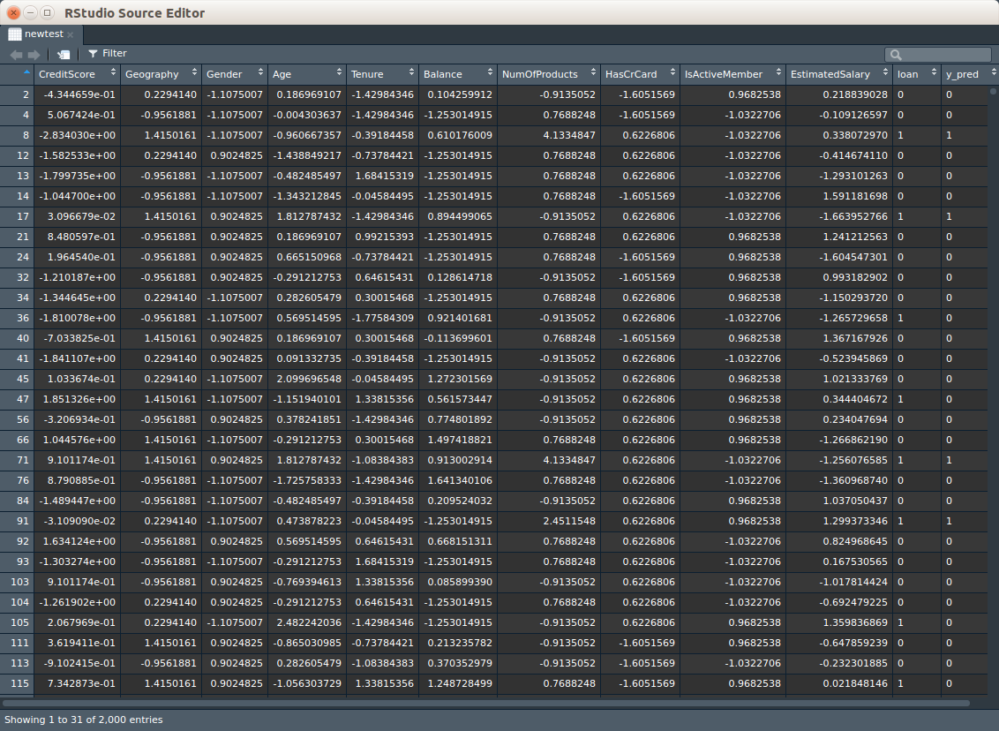 RStudio Source Editor
newtest
Filter
CreditScore Geography Gender Age Tenure Balance NumOfProducts HasCrCard IsActiveMember EstimatedSalary loan y_pred
2 -4.344659e-01 0.2294140 -1.1075007 0.186969107 -1.42984346 0.104259912 -0.9135052 -1.6051569 0.9682538 0.218839028 0 0
4 5.067424e-01 -0.9561881 -1.1075007 -0.004303637 -1.42984346 -1.253014915 0.7688248 -1.6051569 -1.0322706 -0.109126597 0 0
8 -2.834030e+00 1.4150161 -1.1075007 -0.960667357 -0.39184458 0.610176009 4.1334847 0.6226806 -1.0322706 0.338072970 1 1
12 -1.582533e+00 0.2294140 0.9024825 -1.438849217 -0.73784421 -1.253014915 0.7688248 -1.6051569 -1.0322706 -0.414674110 0 0
13 -1.799735e+00 -0.9561881 -1.1075007 -0.482485497 1.68415319 -1.253014915 0.7688248 -1.6051569 -1.0322706 -1.293101263 0 0
14 -1.044700e+00 -0.9561881 -1.1075007 -1.343212845 -0.04584495 -1.253014915 0.7688248 -1.6051569 -1.0322706 1.591181698 0 0
17 3.096679e-02 1.4150161 0.9024825 1.812787432 -1.42984346 0.894499065 -0.9135052 0.6226806 -1.0322706 -1.663952766 1 1
21 8.480597e-01 -0.9561881 0.9024825 0.186969107 0.99215393 -1.253014915 0.7688248 0.6226806 0.9682538 1.241212563 0 0
24 1.964540e-01 -0.9561881 0.9024825 0.665150968 -0.73784421 -1.253014915 0.7688248 -1.6051569 0.9682538 -1.604547301 0 0
32 -1.210187e+00 -0.9561881 0.9024825 -0.291212753 0.64615431 0.128614718 -0.9135052 -1.6051569 0.9682538 0.993182902 0 0
34 -1.344645e+00 0.2294140 -1.1075007 0.282605479 0.30015468 -1.253014915 0.7688248 0.6226806 0.9682538 -1.150293720 0 0
36 -1.810078e+00 -0.9561881 -1.1075007 0.569514595 -1.77584309 0.921401681 -0.9135052 0.6226806 -1.0322706 -1.265729658 1 0
40 -7.033825e-01 1.4150161 0.9024825 0.186969107 0.30015468 -0.113699601 0.7688248 -1.6051569 0.9682538 1.367167926 0 0
41 -1.841107e+00 0.2294140 0.9024825 0.091332735 -0.39184458 -1.253014915 -0.9135052 0.6226806 -1.0322706 -0.523945869 0 0
45 1.033674e-01 0.2294140 -1.1075007 2.099696548 -0.04584495 1.272301569 -0.9135052 0.6226806 0.9682538 1.021333769 0 0
47 1.851326e+00 1.4150161 -1.1075007 -1.151940101 1.33815356 0.561573447 -0.9135052 0.6226806 0.9682538 0.344404672 1 0
56 -3.206934e-01 -0.9561881 0.9024825 0.378241851 -1.42984346 0.774801892 -0.9135052 0.6226806 0.9682538 0.234047694 0 0
66 1.044576e+00 1.4150161 -1.1075007 -0.291212753 0.30015468 1.497418821 0.7688248 0.6226806 0.9682538 -1.266862190 0 0
71 9.101174e-01 1.4150161 0.9024825 1.812787432 -1.08384383 0.913002914 4.1334847 0.6226806 -1.0322706 -1.256076585 1 1
76 8.790885e-01 -0.9561881 -1.1075007 -1.725758333 -1.42984346 1.641340106 0.7688248 0.6226806 -1.0322706 -1.360968740 0 0
84 -1.489447e+00 -0.9561881 -1.1075007 -0.482485497 -0.39184458 0.209524032 -0.9135052 0.6226806 -1.0322706 1.037050437 0 0
91 -3.109090e-02 0.2294140 -1.1075007 0.473878223 -0.04584495 -1.253014915 2.4511548 0.6226806 -1.0322706 1.299373346 1 1
92 1.634124e+00 -0.9561881 0.9024825 0.569514595 0.64615431 0.668151311 0.7688248 0.6226806 -1.0322706 0.824968645 0 0
93 -1.303274e+00 -0.9561881 -1.1075007 -0.291212753 1.68415319 -1.253014915 0.7688248 0.6226806 -1.0322706 0.167530565 0 0
103 9.101174e-01 -0.9561881 0.9024825 -0.769394613 1.33815356 0.085899390 -0.9135052 0.6226806 -1.0322706 -1.017814424 0 0
104 -1.261902e+00 0.2294140 0.9024825 -0.291212753 0.64615431 -1.253014915 0.7688248 0.6226806 -1.0322706 -0.692479225 0 0
105 2.067969e-01 0.2294140 -1.1075007 2.482242036 -1.42984346 -1.253014915 -0.9135052 0.6226806 0.9682538 1.359836869 1 0
111 3.619411e-01 1.4150161 0.9024825 -0.865030985 -0.73784421 0.213235782 -0.9135052 -1.6051569 0.9682538 -0.647859239 0 0
113 -9.102415e-01 -0.9561881 0.9024825 0.282605479 -1.08384383 0.370352979 -0.9135052 -1.6051569 -1.0322706 -0.232301885 0 0
115 7.342873e-01 1.4150161 0.9024825 -1.056303729 1.33815356 1.248728499 0.7688248 -1.6051569 0.9682538 0.021848146 1 0
Showing 1 to 31 of 2,000 entries